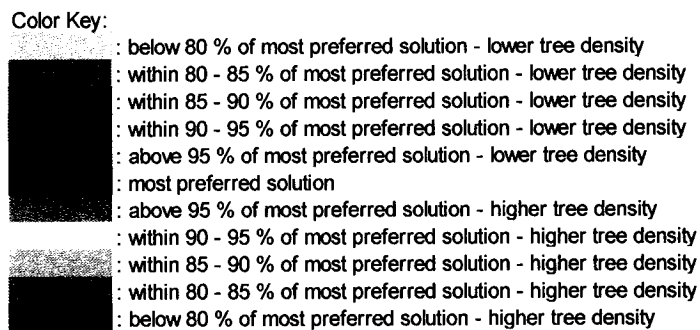 Color Key:
: below 80 % of most preferred solution - lower tree density
: within 80 - 85 % of most preferred solution - lower tree density
: within 85 - 90 % of most preferred solution - lower tree density
: within 90 - 95 % of most preferred solution - lower tree density
: above 95 % of most preferred solution - lower tree density
: most preferred solution
: above 95 % of most preferred solution - higher tree density
: within 90 - 95 % of most preferred solution - higher tree density
: within 85 - 90 % of most preferred solution - higher tree density
: within 80 - 85 % of most preferred solution - higher tree density
: below 80 % of most preferred solution - higher tree density